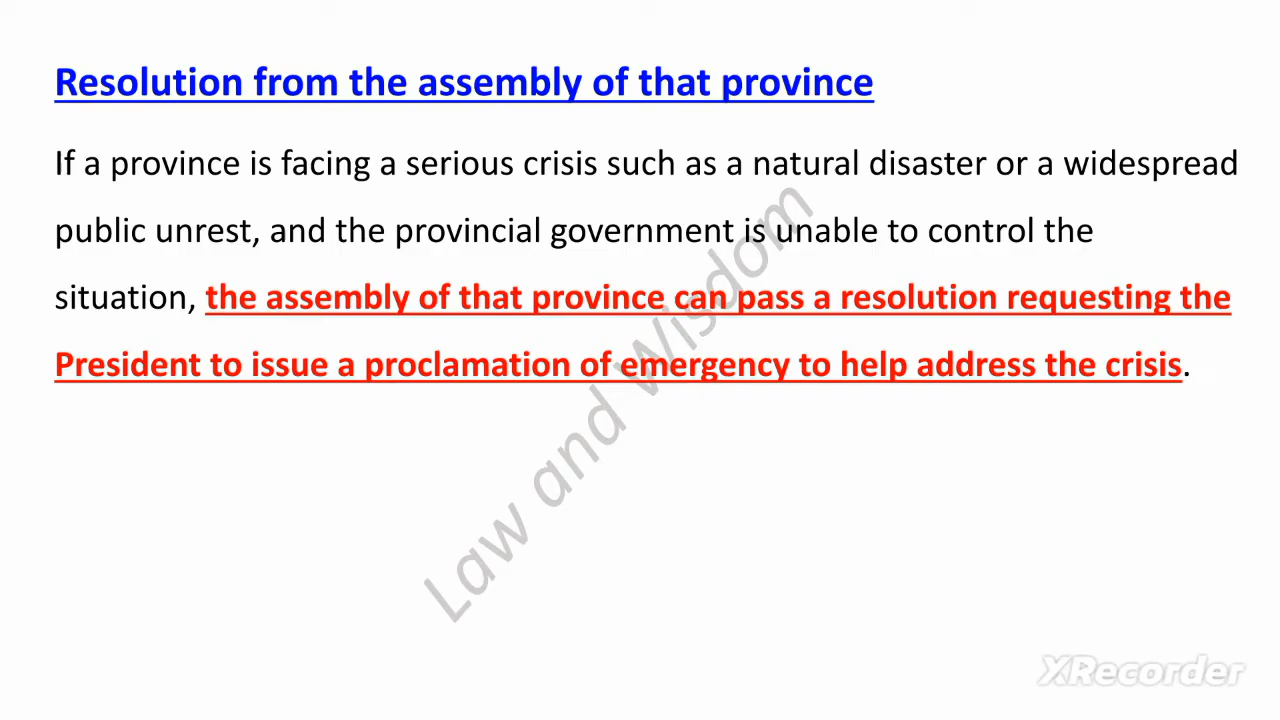 Resolution from the assembly of that province
If a province is facing a serious crisis such as a natural disaster or a widespread
public unrest, and the provincial government is unable to control the
situation, the assembly of that province can pass a resolution requesting the
President to issue a proclamation of emergency to help address the crisis.
Law and Wisdom
XRecorder